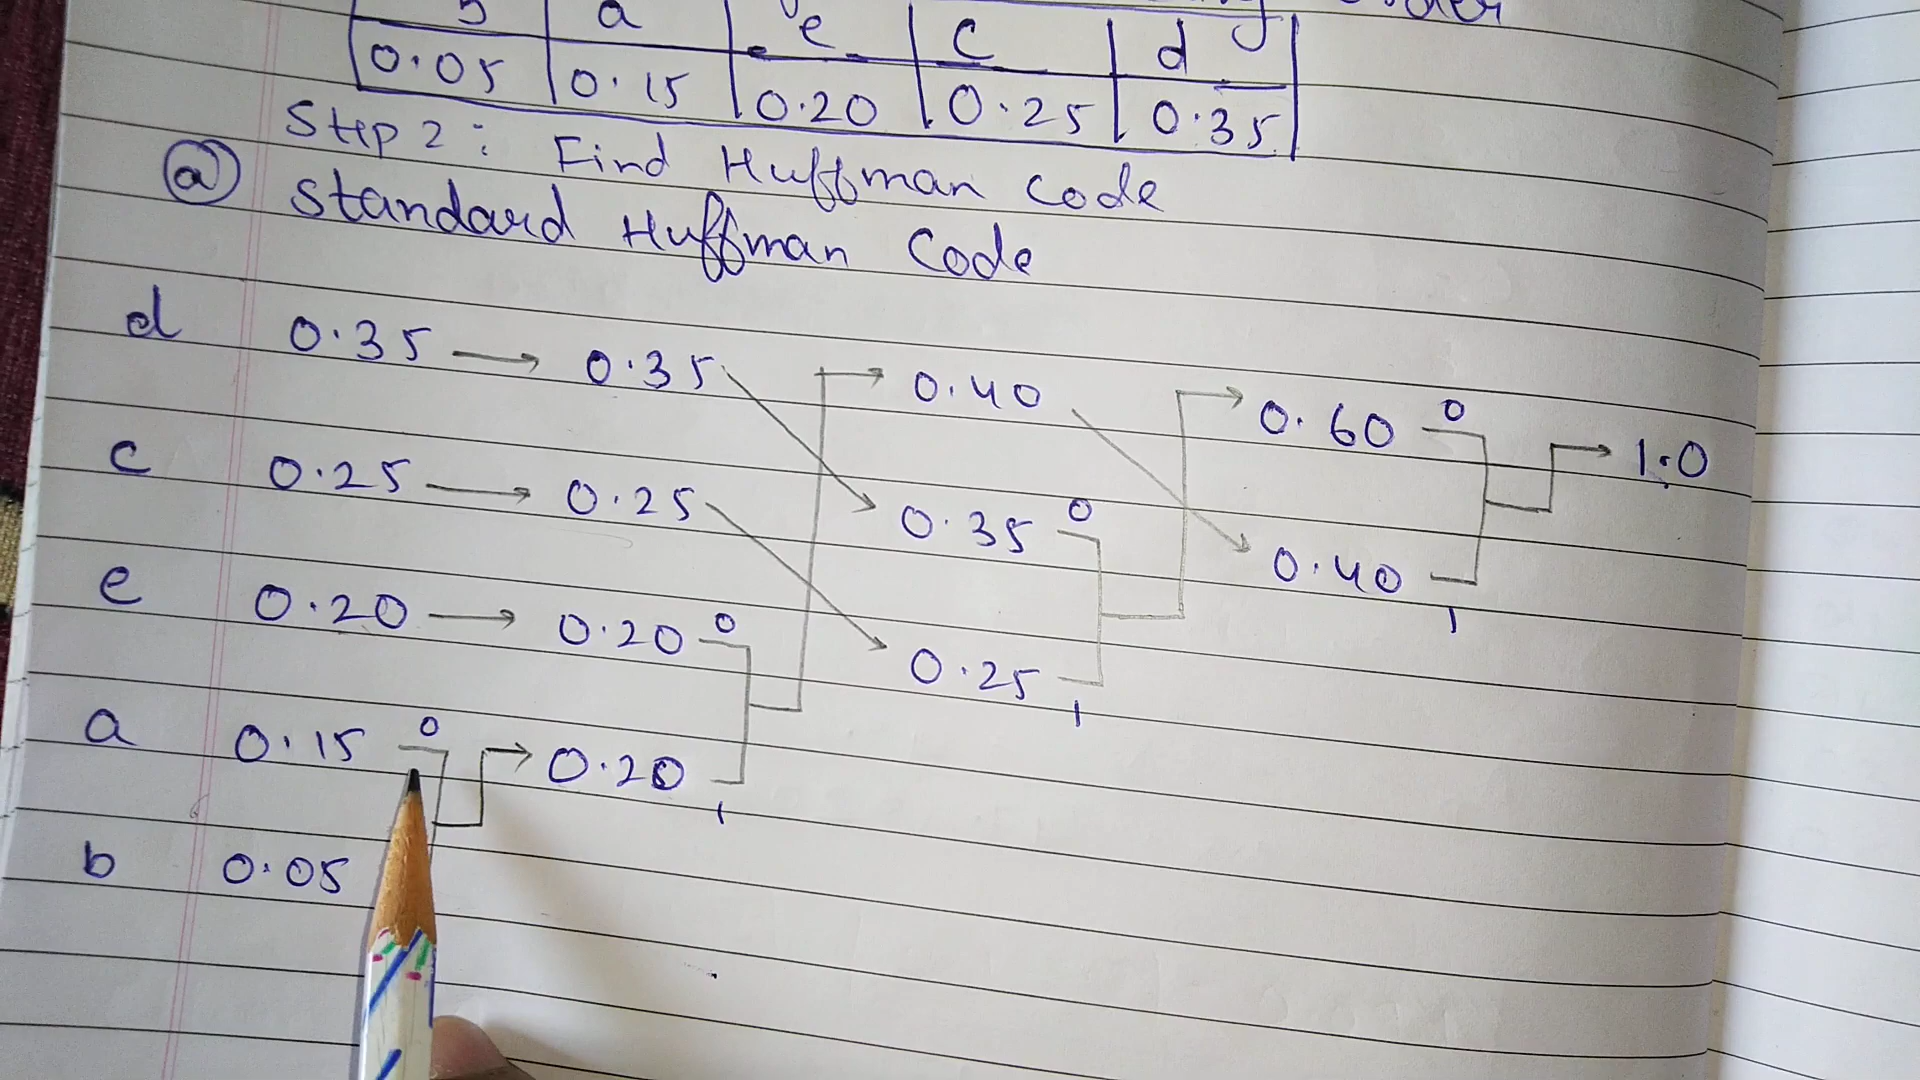 b a e c d
0.05 0.15 0.20 0.25 0.35
Step 2: Find Huffman Code
ⓐ Standard Huffman Code
d 0.35 → 0.35 → 0.40 → 0.60 0 → 1.0
c 0.25 → 0.25 0.35 0 0.40 1
e 0.20 → 0.20 0 0.25 1
a 0.15 0 → 0.20 1
b 0.05